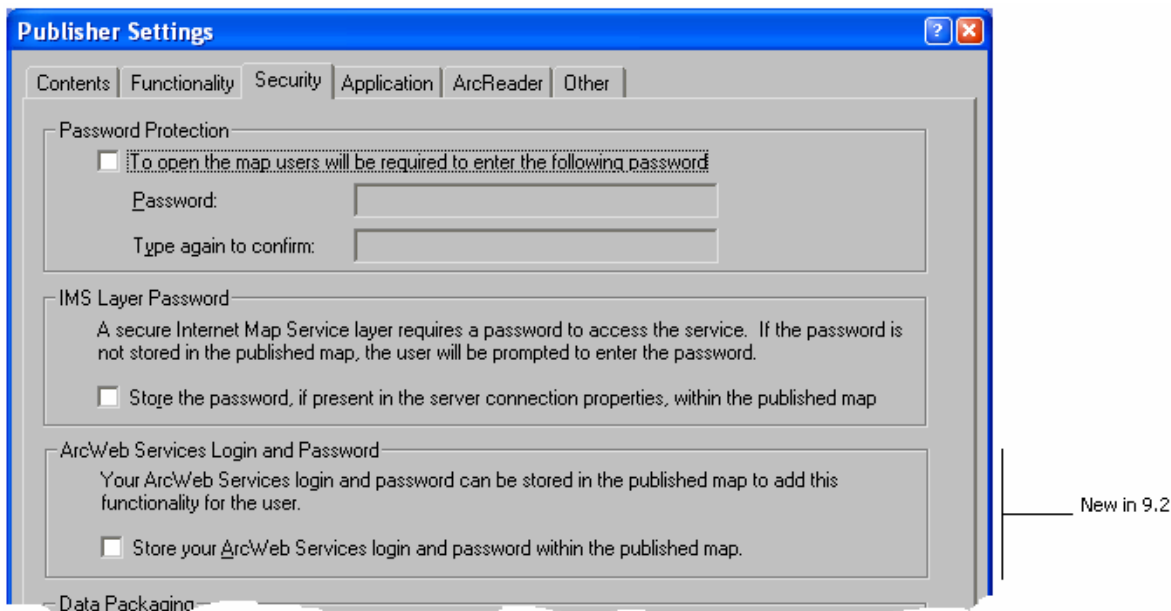 Publisher Settings
Contents Functionality Security Application ArcReader Other
Password Protection
To open the map users will be required to enter the following password
Password:
Type again to confirm:
IMS Layer Password
A secure Internet Map Service layer requires a password to access the service. If the password is
not stored in the published map, the user will be prompted to enter the password.
Store the password, if present in the server connection properties, within the published map
ArcWeb Services Login and Password
Your ArcWeb Services login and password can be stored in the published map to add this
functionality for the user.
Store your ArcWeb Services login and password within the published map.
New in 9.2
Data Packaging